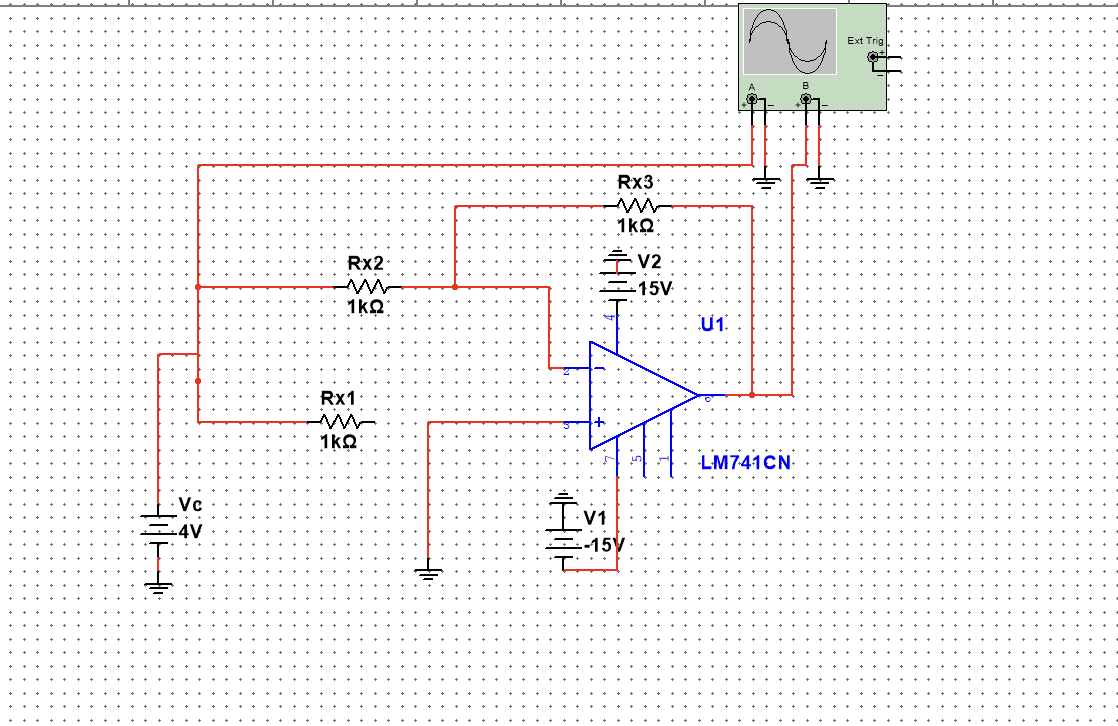 Ext Trig
+
−
A
B
+ −
+ −
Rx3
1kΩ
V2
15V
Rx2
1kΩ
4
U1
2
−
6
Rx1
1kΩ
3
+
7
5
1
LM741CN
Vc
4V
V1
-15V